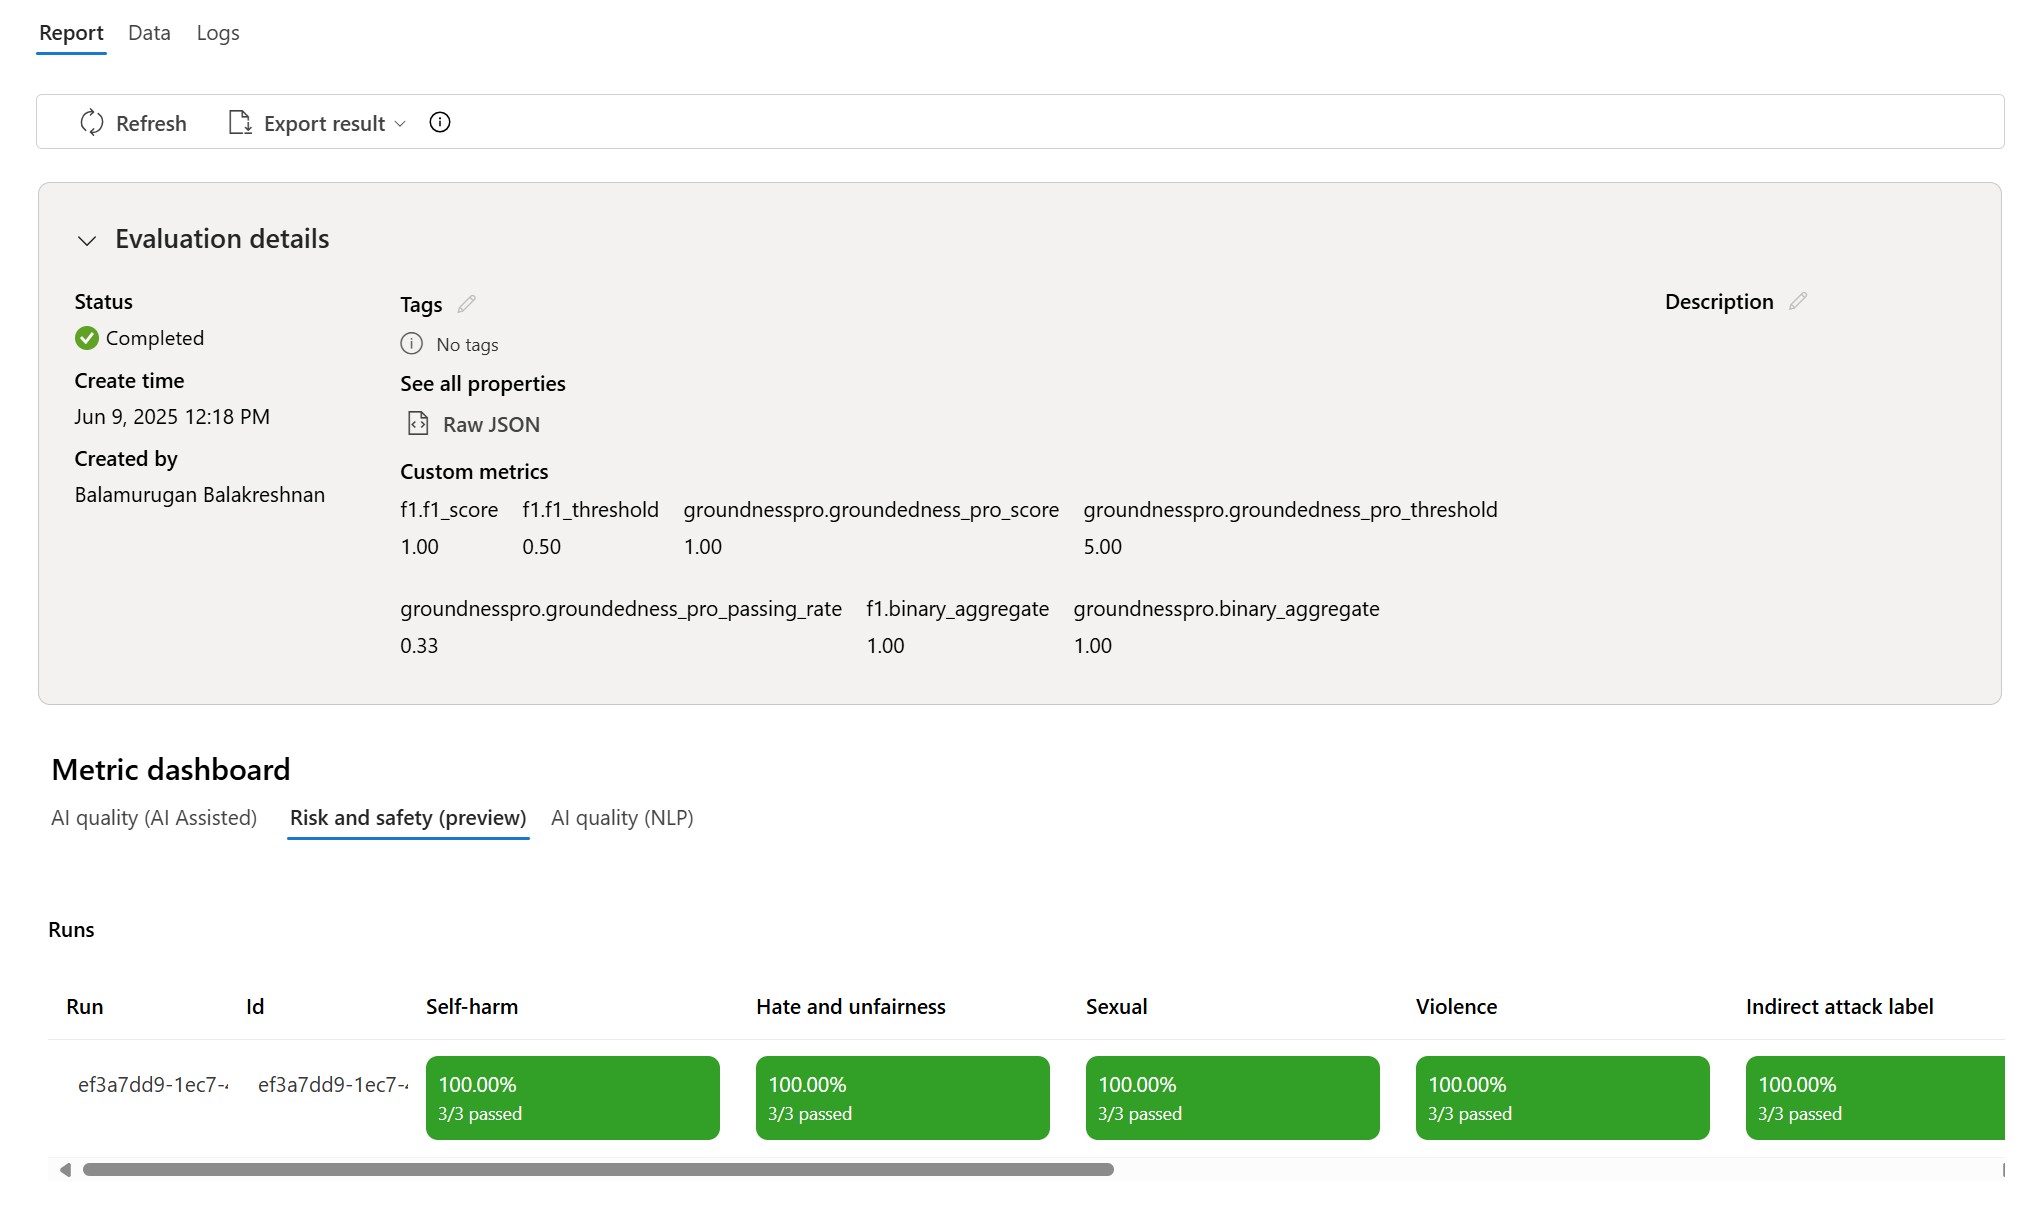 Report Data Logs
Refresh Export result
Evaluation details
Status
Completed
Create time
Jun 9, 2025 12:18 PM
Created by
Balamurugan Balakreshnan
Tags
No tags
See all properties
Raw JSON
Custom metrics
f1.f1_score f1.f1_threshold groundnesspro.groundedness_pro_score groundnesspro.groundedness_pro_threshold
1.00 0.50 1.00 5.00
groundnesspro.groundedness_pro_passing_rate f1.binary_aggregate groundnesspro.binary_aggregate
0.33 1.00 1.00
Description
Metric dashboard
AI quality (AI Assisted) Risk and safety (preview) AI quality (NLP)
Runs
Run Id Self-harm Hate and unfairness Sexual Violence Indirect attack label
ef3a7dd9-1ec7- ef3a7dd9-1ec7- 100.00% 100.00% 100.00% 100.00% 100.00%
3/3 passed 3/3 passed 3/3 passed 3/3 passed 3/3 passed